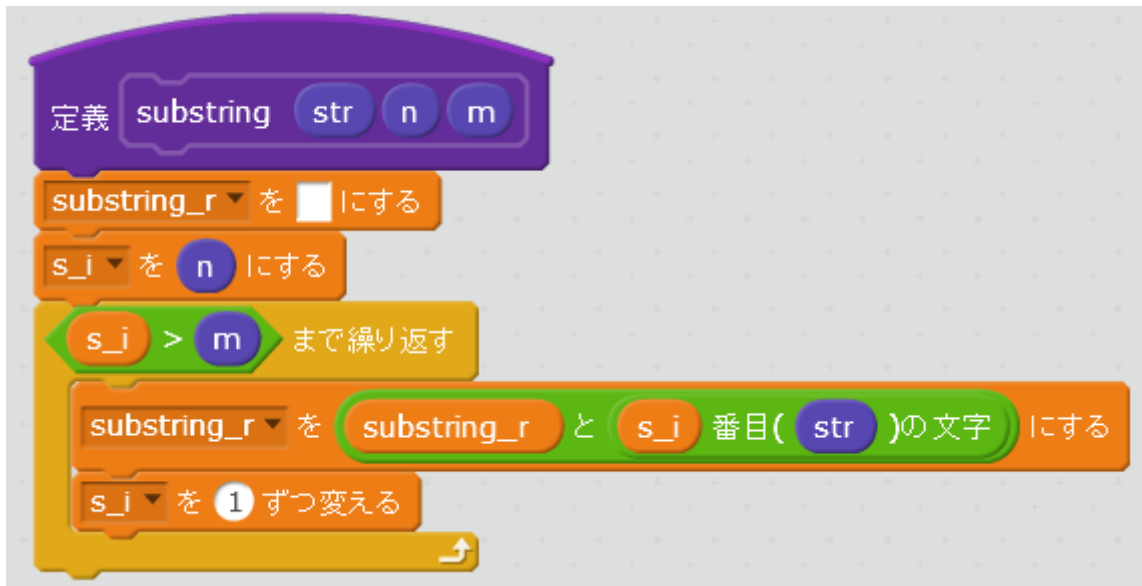 定義 substring str n m
substring_r を にする
s_i を n にする
s_i > m まで繰り返す
substring_r を substring_r と s_i 番目( str )の文字 にする
s_i を 1 ずつ変える